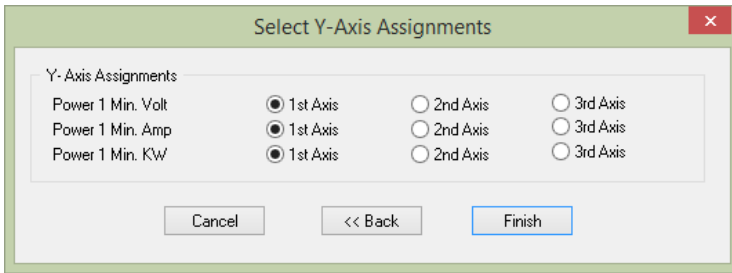 Select Y-Axis Assignments
Y- Axis Assignments
Power 1 Min. Volt 1st Axis 2nd Axis 3rd Axis
Power 1 Min. Amp 1st Axis 2nd Axis 3rd Axis
Power 1 Min. KW 1st Axis 2nd Axis 3rd Axis
Cancel << Back Finish